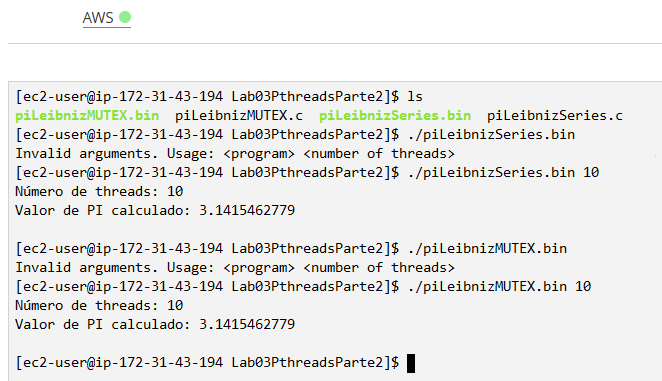 AWS
[ec2-user@ip-172-31-43-194 Lab03PthreadsParte2]$ ls
piLeibnizMUTEX.bin piLeibnizMUTEX.c piLeibnizSeries.bin piLeibnizSeries.c
[ec2-user@ip-172-31-43-194 Lab03PthreadsParte2]$ ./piLeibnizSeries.bin
Invalid arguments. Usage: <program> <number of threads>
[ec2-user@ip-172-31-43-194 Lab03PthreadsParte2]$ ./piLeibnizSeries.bin 10
Número de threads: 10
Valor de PI calculado: 3.1415462779
[ec2-user@ip-172-31-43-194 Lab03PthreadsParte2]$ ./piLeibnizMUTEX.bin
Invalid arguments. Usage: <program> <number of threads>
[ec2-user@ip-172-31-43-194 Lab03PthreadsParte2]$ ./piLeibnizMUTEX.bin 10
Número de threads: 10
Valor de PI calculado: 3.1415462779
[ec2-user@ip-172-31-43-194 Lab03PthreadsParte2]$